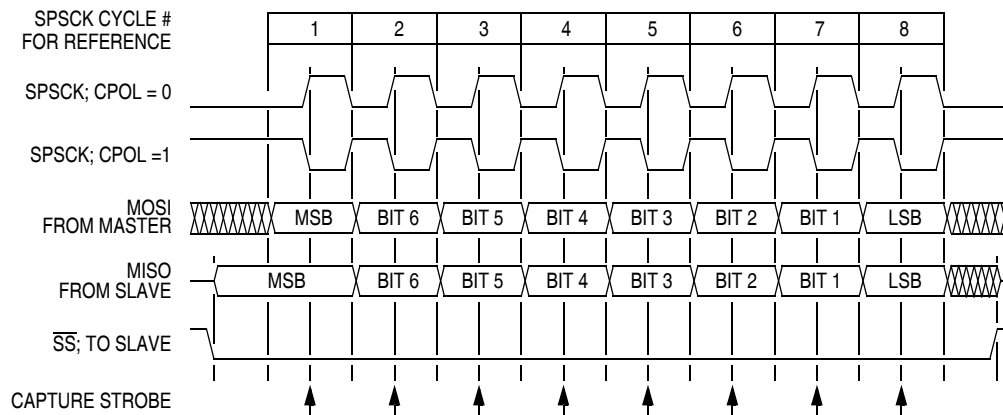 SPSCK CYCLE #
FOR REFERENCE
1 2 3 4 5 6 7 8
SPSCK; CPOL = 0
SPSCK; CPOL =1
MOSI
FROM MASTER
MSB BIT 6 BIT 5 BIT 4 BIT 3 BIT 2 BIT 1 LSB
MISO
FROM SLAVE
MSB BIT 6 BIT 5 BIT 4 BIT 3 BIT 2 BIT 1 LSB
SS; TO SLAVE
CAPTURE STROBE